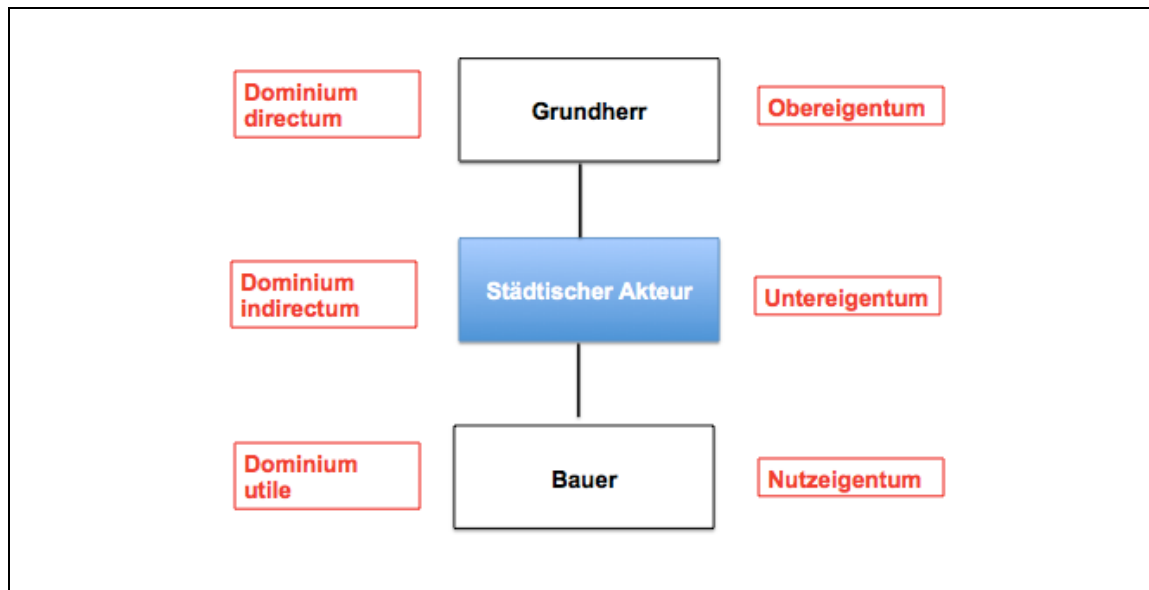 Dominium
directum
Grundherr
Obereigentum
Dominium
indirectum
Städtischer Akteur
Untereigentum
Dominium
utile
Bauer
Nutzeigentum